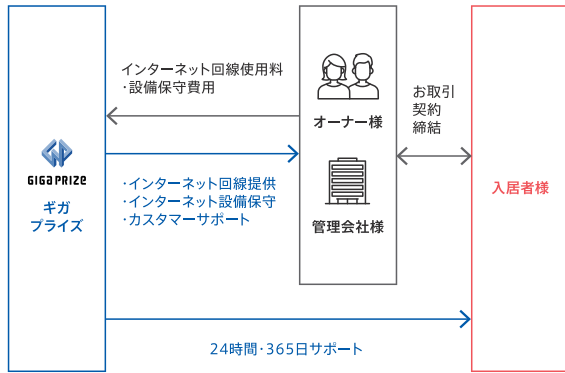 インターネット回線使用料
・設備保守費用
GIGA PRIZE
ギガ
プライズ
・インターネット回線提供
・インターネット設備保守
・カスタマーサポート
オーナー様
管理会社様
お取引
契約
締結
入居者様
24時間・365日サポート